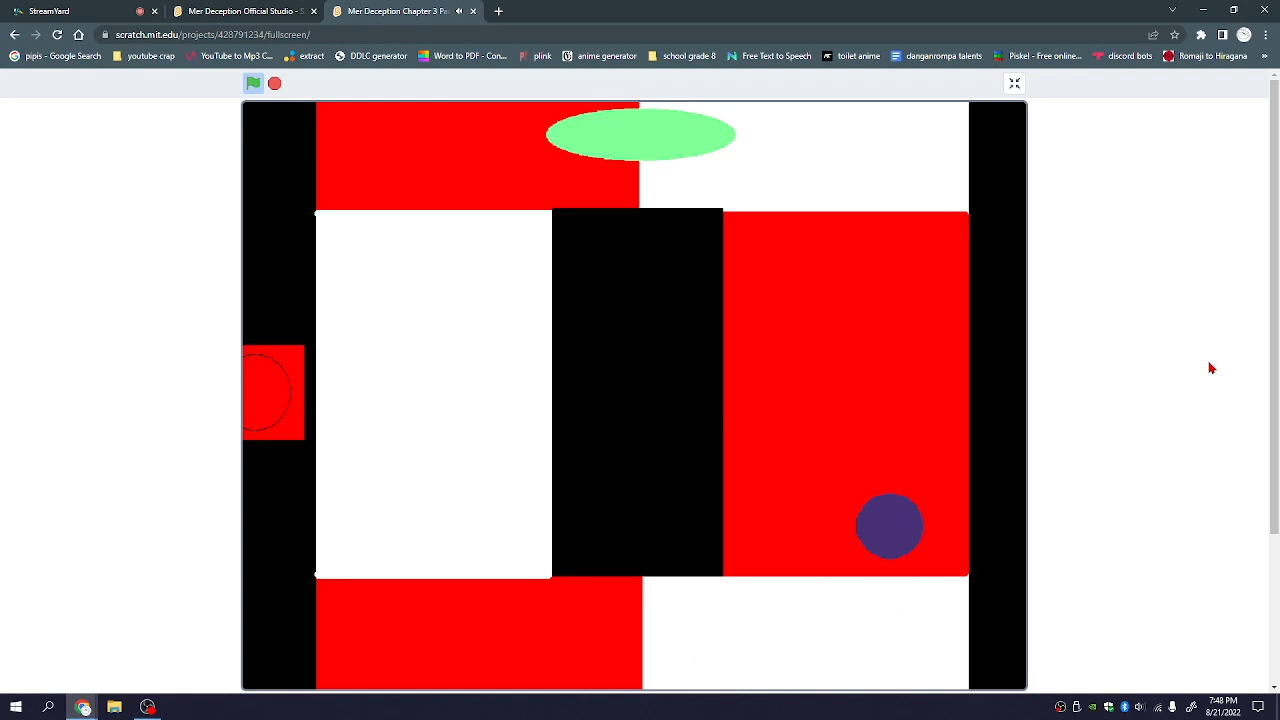 StreamYard
Mer Deception Official Studio - S
Mer Deception Chapter 3 Pa
scratch.mit.edu/projects/428791234/fullscreen/
pipis - Google Search
youtube crap
YouTube to Mp3 C...
extract
DDLC generator
Word to PDF - Con...
plink
anime generator
school grade 8
Free Text to Speech
toilet anime
danganronpa talents
Piskel - Free online...
discord bots
Romaji to Hiragana
7:48 PM
8/21/2022